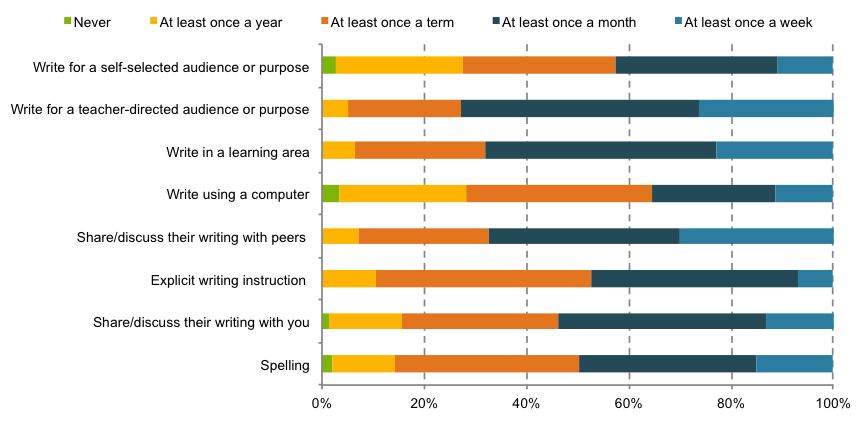 Never At least once a year At least once a term At least once a month At least once a week
Write for a self-selected audience or purpose
Write for a teacher-directed audience or purpose
Write in a learning area
Write using a computer
Share/discuss their writing with peers
Explicit writing instruction
Share/discuss their writing with you
Spelling
0% 20% 40% 60% 80% 100%